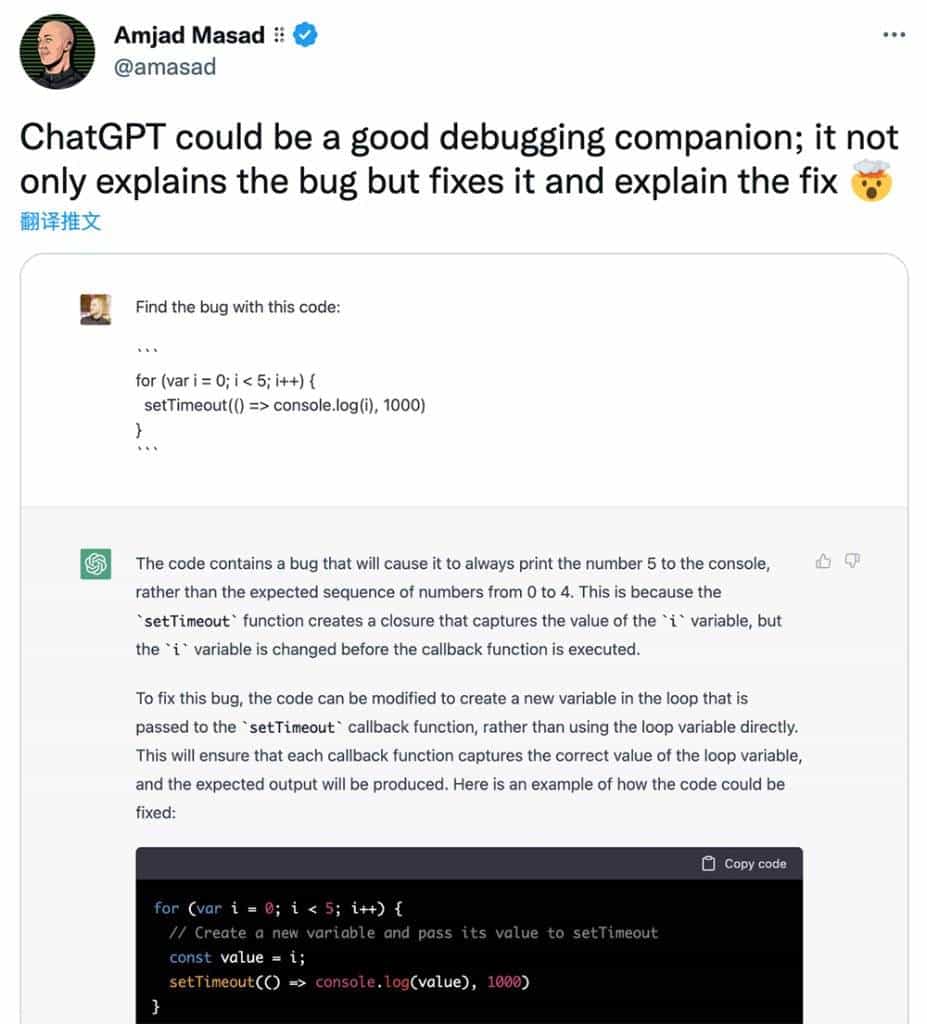 Amjad Masad
@amasad
ChatGPT could be a good debugging companion; it not
only explains the bug but fixes it and explain the fix 🤯
翻译推文
Find the bug with this code:
```
for (var i = 0; i < 5; i++) {
  setTimeout(() => console.log(i), 1000)
}
```
The code contains a bug that will cause it to always print the number 5 to the console,
rather than the expected sequence of numbers from 0 to 4. This is because the
`setTimeout` function creates a closure that captures the value of the `i` variable, but
the `i` variable is changed before the callback function is executed.
To fix this bug, the code can be modified to create a new variable in the loop that is
passed to the `setTimeout` callback function, rather than using the loop variable directly.
This will ensure that each callback function captures the correct value of the loop variable,
and the expected output will be produced. Here is an example of how the code could be
fixed:
Copy code
for (var i = 0; i < 5; i++) {
  // Create a new variable and pass its value to setTimeout
  const value = i;
  setTimeout(() => console.log(value), 1000)
}